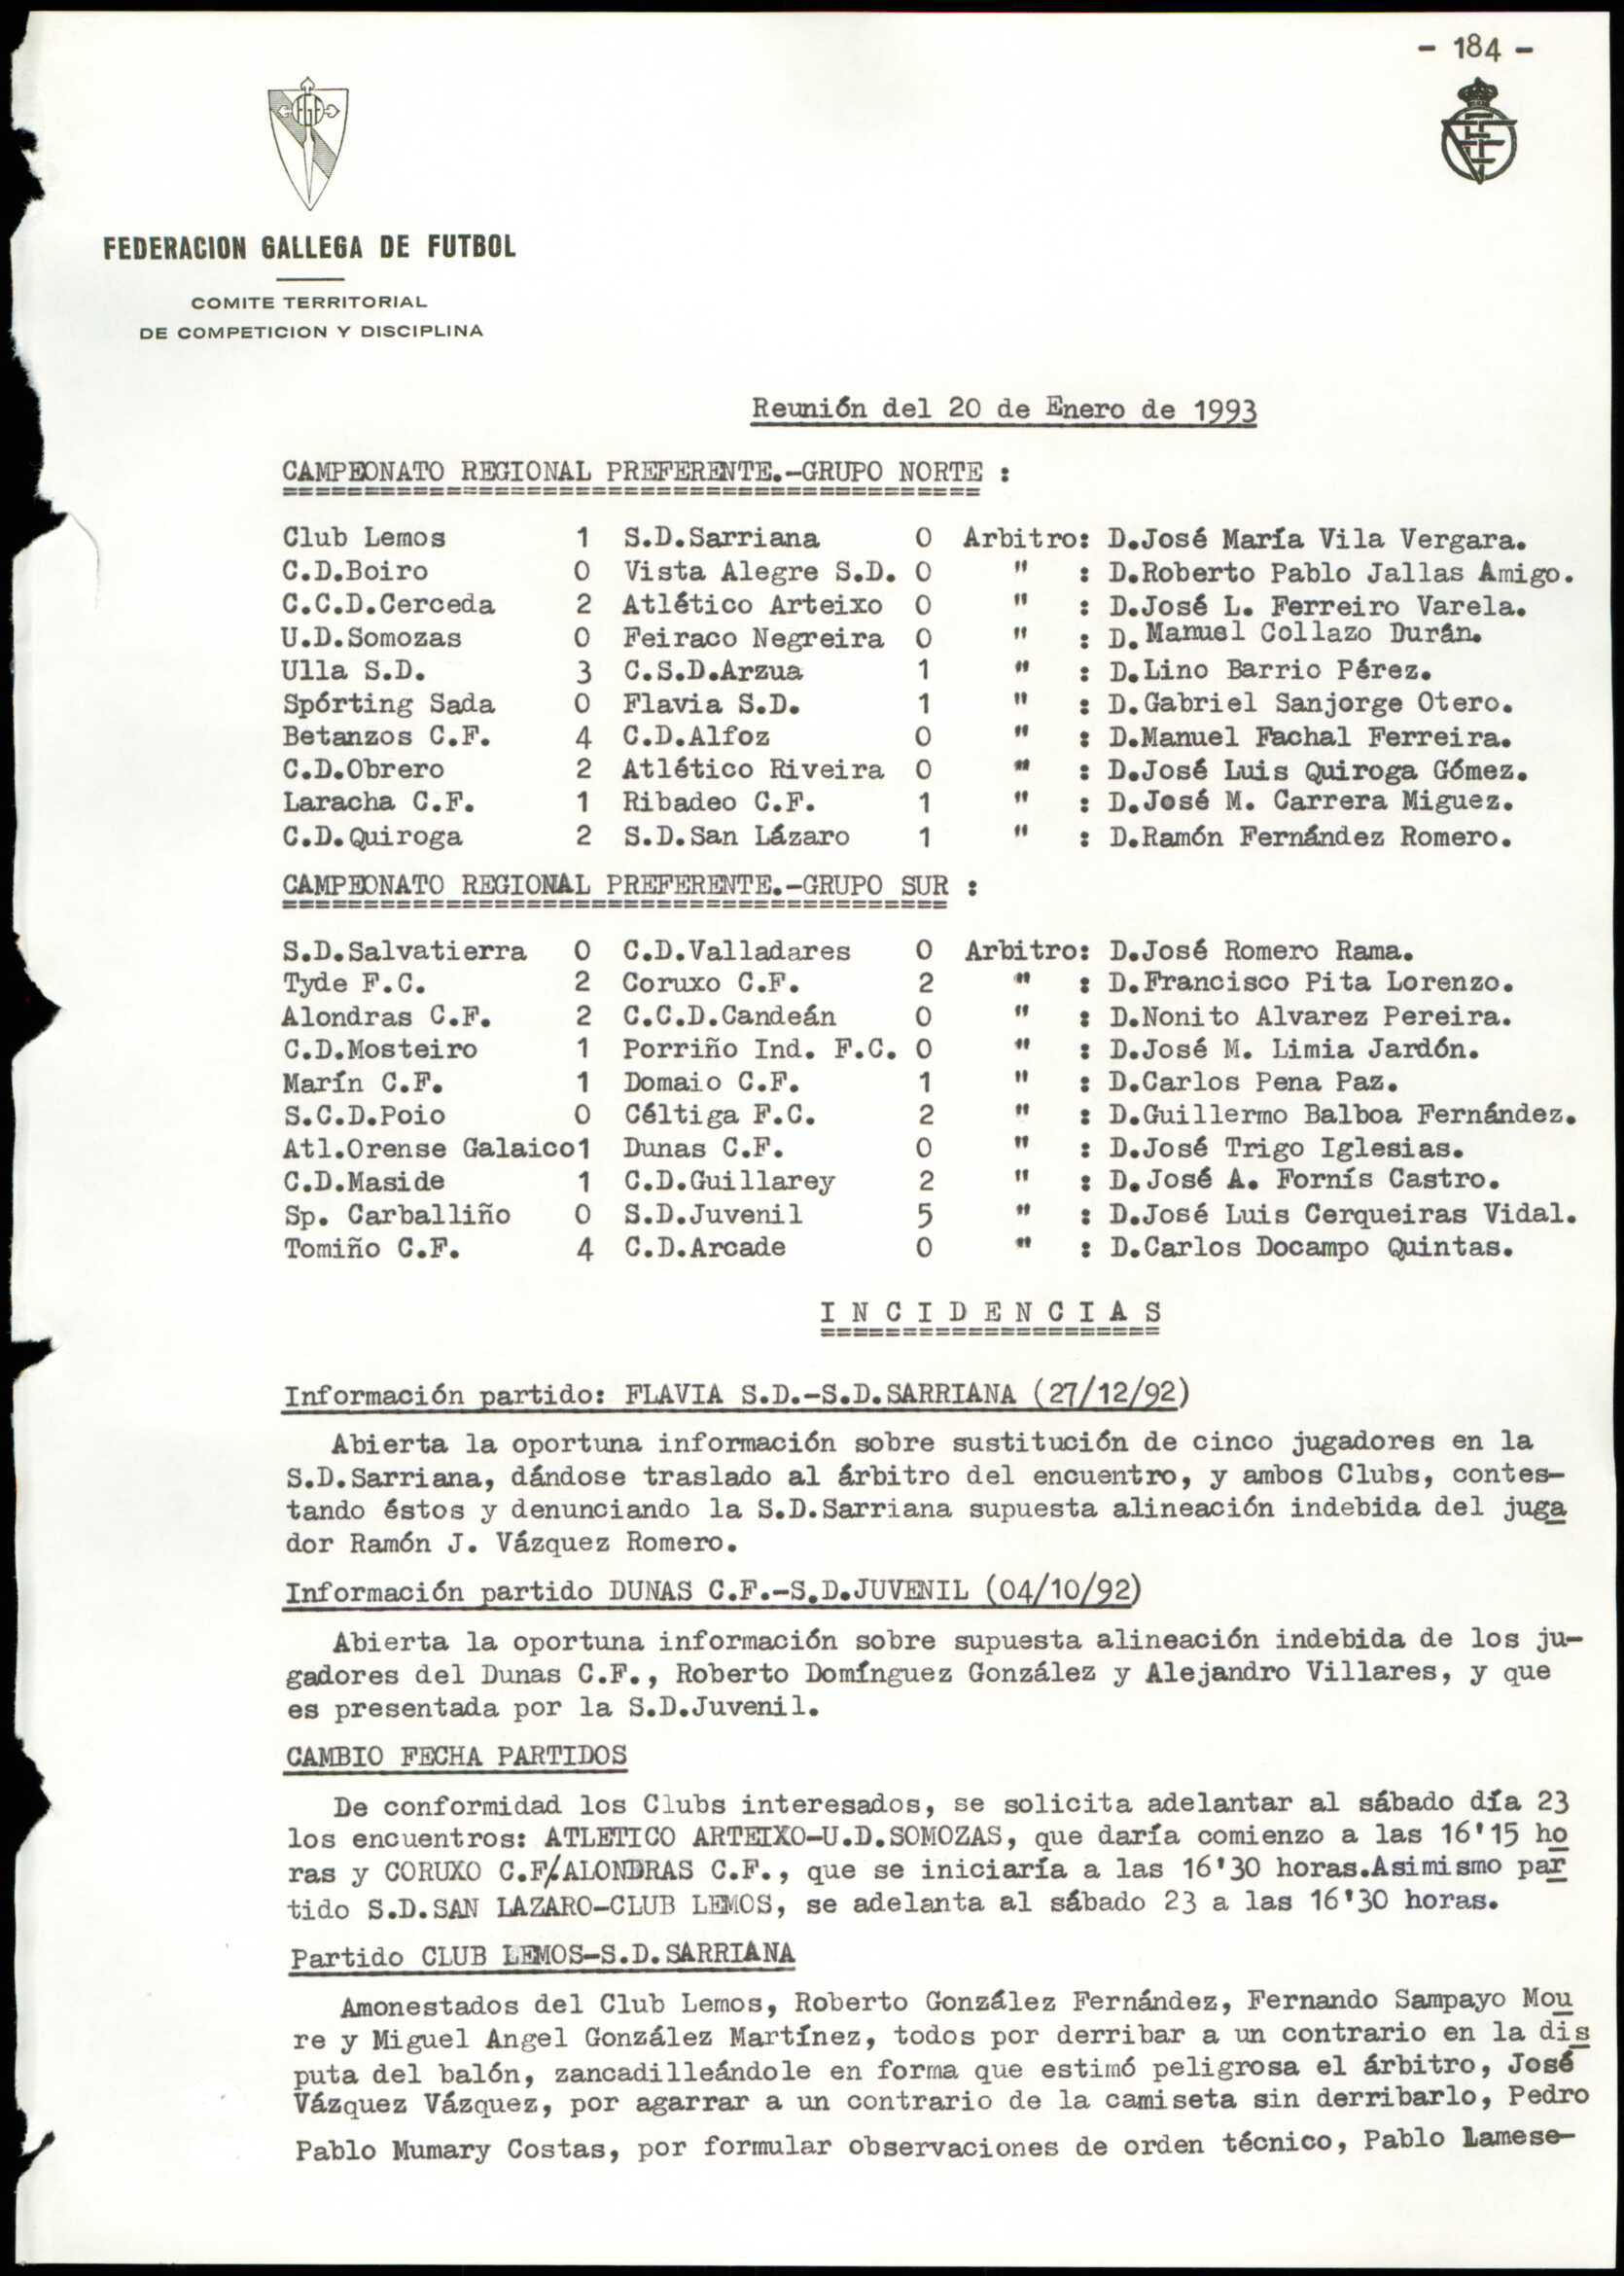 - 184 -
FEDERACION GALLEGA DE FUTBOL
COMITE TERRITORIAL
DE COMPETICION Y DISCIPLINA
Reunión del 20 de Enero de 1993
CAMPEONATO REGIONAL PREFERENTE.-GRUPO NORTE :
Club Lemos 1 S.D.Sarriana 0 Arbitro: D.José María Vila Vergara.
C.D.Boiro 0 Vista Alegre S.D. 0 " : D.Roberto Pablo Jallas Amigo.
C.C.D.Cerceda 2 Atlético Arteixo 0 " : D.José L. Ferreiro Varela.
U.D.Somozas 0 Feiraco Negreira 0 " : D.Manuel Collazo Durán.
Ulla S.D. 3 C.S.D.Arzua 1 " : D.Lino Barrio Pérez.
Spórting Sada 0 Flavia S.D. 1 " : D.Gabriel Sanjorge Otero.
Betanzos C.F. 4 C.D.Alfoz 0 " : D.Manuel Fachal Ferreira.
C.D.Obrero 2 Atlético Riveira 0 " : D.José Luis Quiroga Gómez.
Laracha C.F. 1 Ribadeo C.F. 1 " : D.José M. Carrera Miguez.
C.D.Quiroga 2 S.D.San Lázaro 1 " : D.Ramón Fernández Romero.
CAMPEONATO REGIONAL PREFERENTE.-GRUPO SUR :
S.D.Salvatierra 0 C.D.Valladares 0 Arbitro: D.José Romero Rama.
Tyde F.C. 2 Coruxo C.F. 2 " : D.Francisco Pita Lorenzo.
Alondras C.F. 2 C.C.D.Candeán 0 " : D.Nonito Alvarez Pereira.
C.D.Mosteiro 1 Porriño Ind. F.C. 0 " : D.José M. Limia Jardón.
Marín C.F. 1 Domaio C.F. 1 " : D.Carlos Pena Paz.
S.C.D.Poio 0 Céltiga F.C. 2 " : D.Guillermo Balboa Fernández.
Atl.Orense Galaico1 Dunas C.F. 0 " : D.José Trigo Iglesias.
C.D.Maside 1 C.D.Guillarey 2 " : D.José A. Fornís Castro.
Sp. Carballiño 0 S.D.Juvenil 5 " : D.José Luis Cerqueiras Vidal.
Tomiño C.F. 4 C.D.Arcade 0 " : D.Carlos Docampo Quintas.
I N C I D E N C I A S
Información partido: FLAVIA S.D.-S.D.SARRIANA (27/12/92)
Abierta la oportuna información sobre sustitución de cinco jugadores en la
S.D.Sarriana, dándose traslado al árbitro del encuentro, y ambos Clubs, contes-
tando éstos y denunciando la S.D.Sarriana supuesta alineación indebida del juga
dor Ramón J. Vázquez Romero.
Información partido DUNAS C.F.-S.D.JUVENIL (04/10/92)
Abierta la oportuna información sobre supuesta alineación indebida de los ju-
gadores del Dunas C.F., Roberto Domínguez González y Alejandro Villares, y que
es presentada por la S.D.Juvenil.
CAMBIO FECHA PARTIDOS
De conformidad los Clubs interesados, se solicita adelantar al sábado día 23
los encuentros: ATLETICO ARTEIXO-U.D.SOMOZAS, que daría comienzo a las 16'15 ho
ras y CORUXO C.F/.ALONDRAS C.F., que se iniciaría a las 16'30 horas.Asimismo par
tido S.D.SAN LAZARO-CLUB LEMOS, se adelanta al sábado 23 a las 16'30 horas.
Partido CLUB LEMOS-S.D.SARRIANA
Amonestados del Club Lemos, Roberto González Fernández, Fernando Sampayo Mou
re y Miguel Angel González Martínez, todos por derribar a un contrario en la dis
puta del balón, zancadilleándole en forma que estimó peligrosa el árbitro, José
Vázquez Vázquez, por agarrar a un contrario de la camiseta sin derribarlo, Pedro
Pablo Mumary Costas, por formular observaciones de orden técnico, Pablo Lamese-